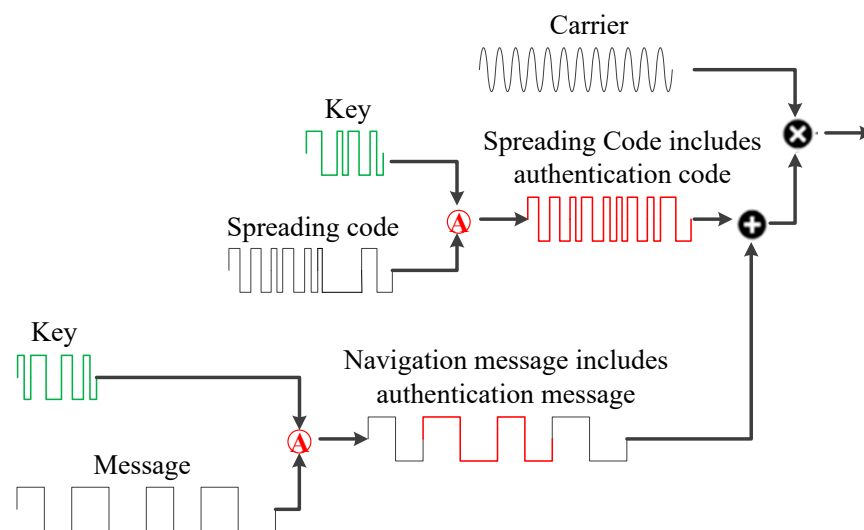 Carrier
Key
Spreading Code includes
authentication code
A
Spreading code
Key
Navigation message includes
authentication message
A
Message